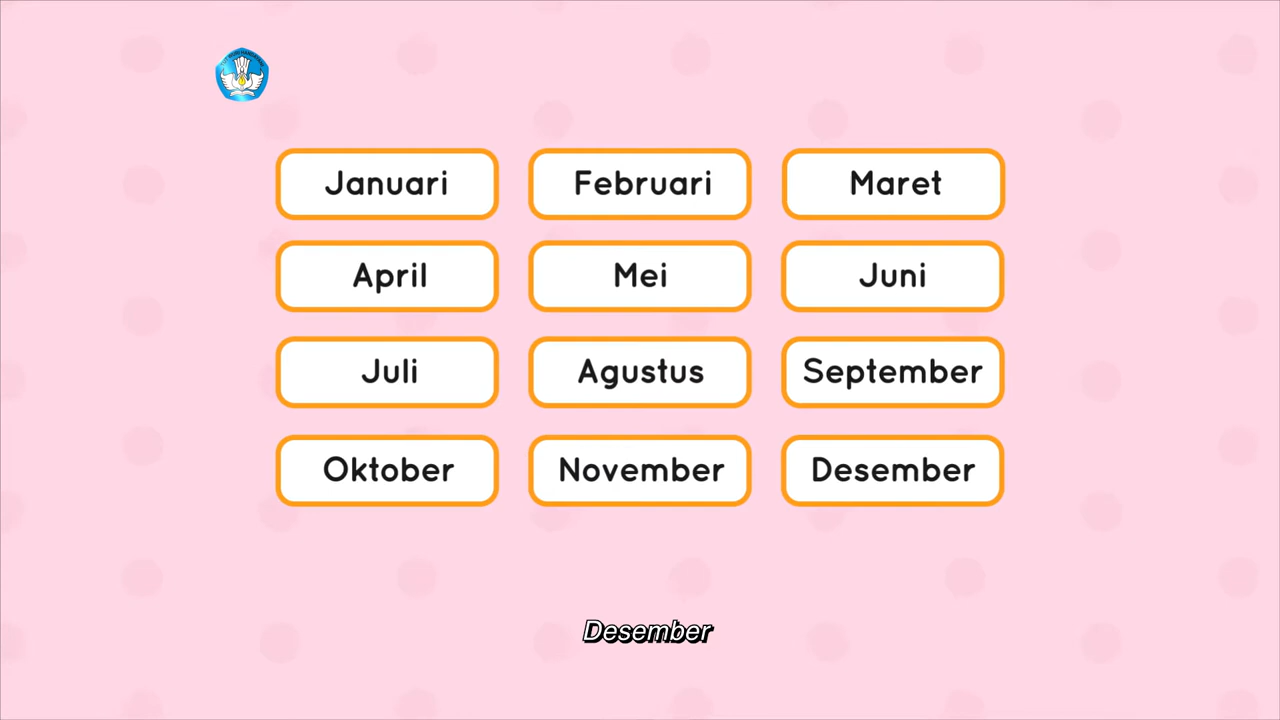 Januari Februari Maret
April Mei Juni
Juli Agustus September
Oktober November Desember
Desember